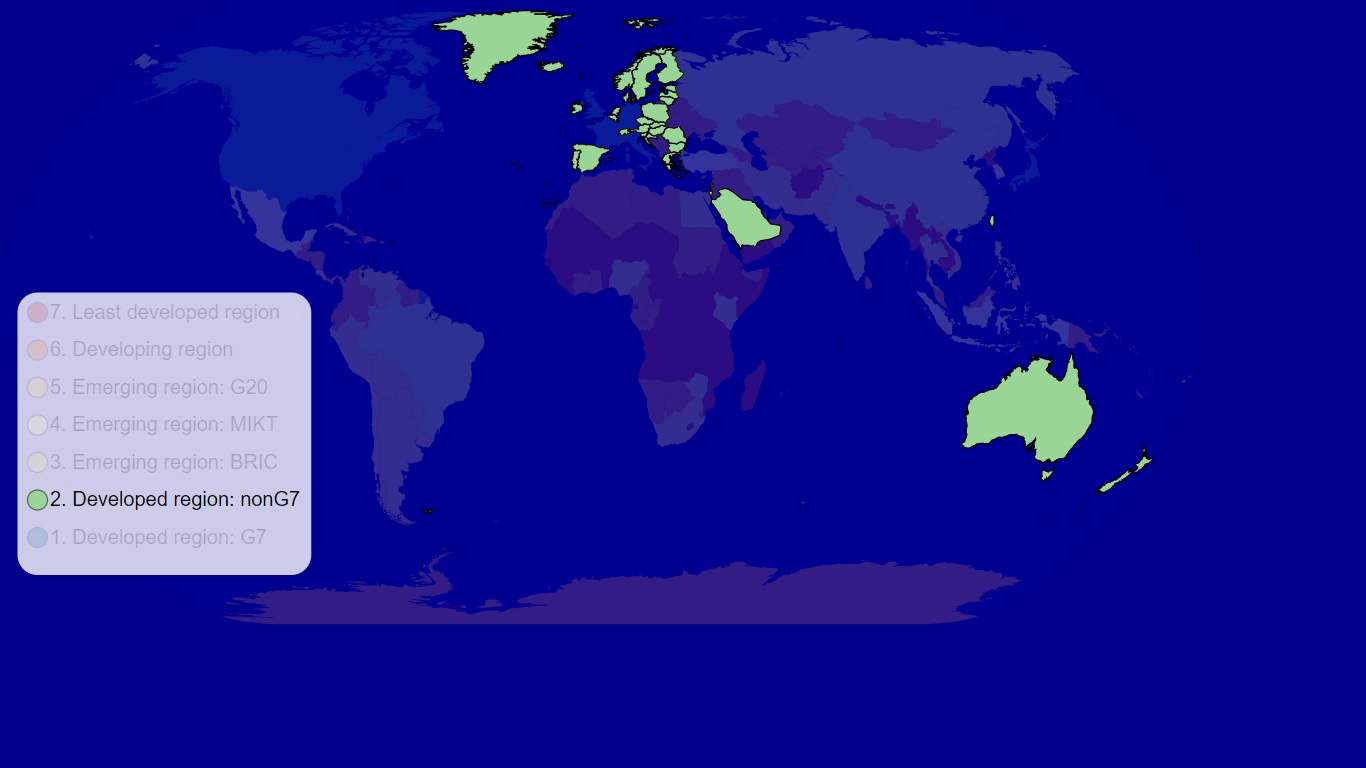 7. Least developed region
6. Developing region
5. Emerging region: G20
4. Emerging region: MIKT
3. Emerging region: BRIC
2. Developed region: nonG7
1. Developed region: G7